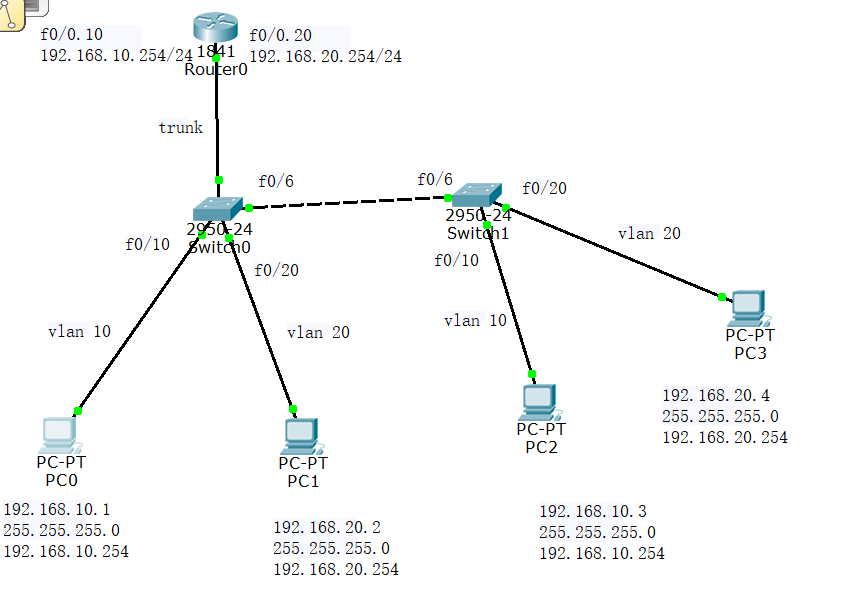 f0/0.10
192.168.10.254/24
f0/0.20
192.168.20.254/24
1841
Router0
trunk
f0/6
f0/6
f0/20
2950-24
Switch0
2950-24
Switch1
f0/10
f0/20
f0/10
vlan 20
vlan 10
vlan 20
vlan 10
PC-PT
PC3
192.168.20.4
255.255.255.0
192.168.20.254
PC-PT
PC2
PC-PT
PC0
PC-PT
PC1
192.168.10.1
255.255.255.0
192.168.10.254
192.168.20.2
255.255.255.0
192.168.20.254
192.168.10.3
255.255.255.0
192.168.10.254